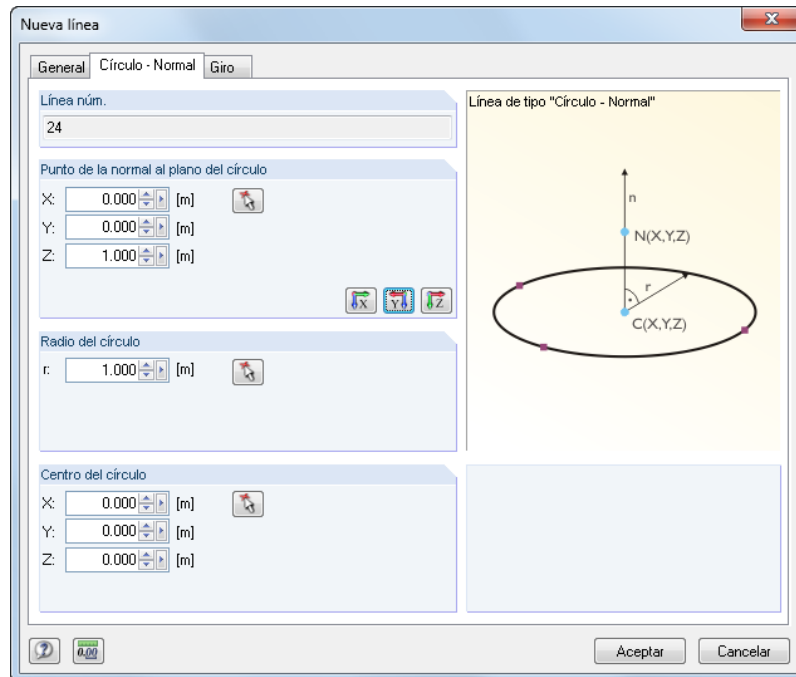 Nueva línea
General Círculo - Normal Giro
Línea núm.
24
Punto de la normal al plano del círculo
X: 0.000 [m]
Y: 0.000 [m]
Z: 1.000 [m]
X Y Z
Radio del círculo
r: 1.000 [m]
Centro del círculo
X: 0.000 [m]
Y: 0.000 [m]
Z: 0.000 [m]
Línea de tipo "Círculo - Normal"
n
N(X,Y,Z)
r
C(X,Y,Z)
0.00
Aceptar Cancelar